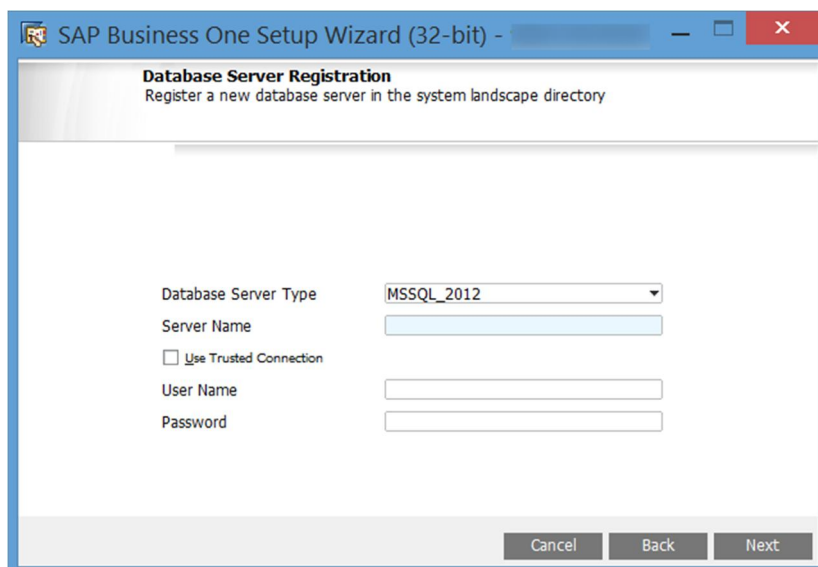 SAP Business One Setup Wizard (32-bit) -
Database Server Registration
Register a new database server in the system landscape directory
Database Server Type MSSQL_2012
Server Name
Use Trusted Connection
User Name
Password
Cancel Back Next